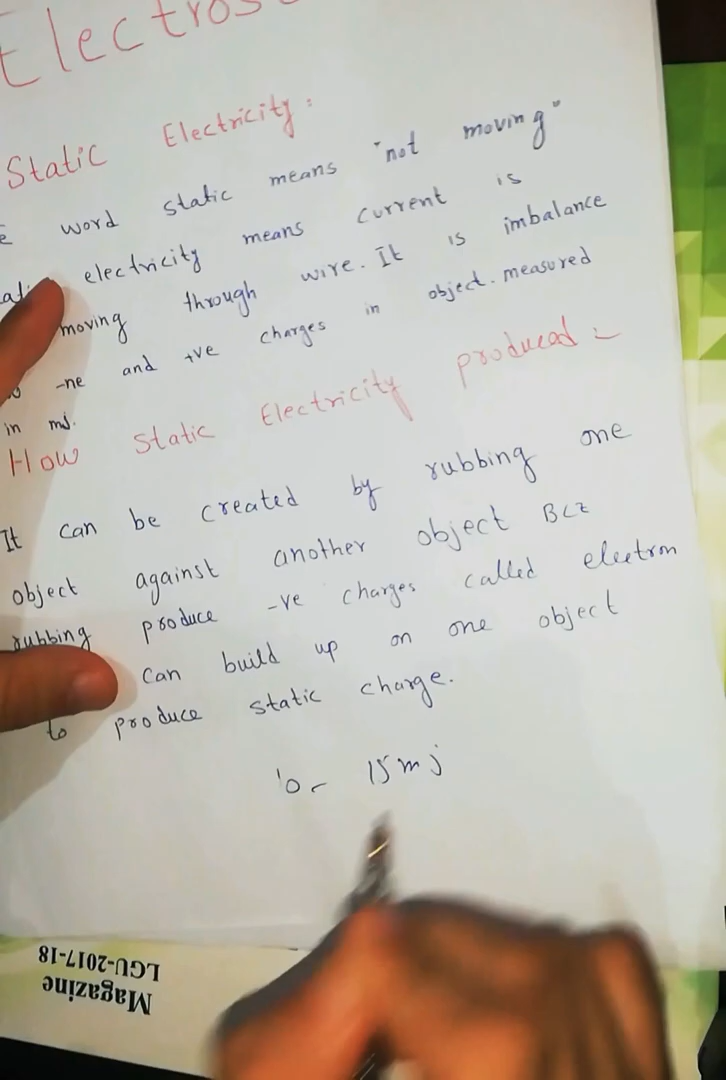 Electros
Static Electricity:
word static means "not moving"
electricity means current is
moving through wire. It is imbalance
-ne and +ve charges in object. measured
in mj.
How static Electricity produced :-
It can be created by rubbing one
object against another object BCZ
rubbing produce -ve charges called electron
can build up on one object
to produce static charge.
10 - 15 mj
Magazine
LGU-2017-18